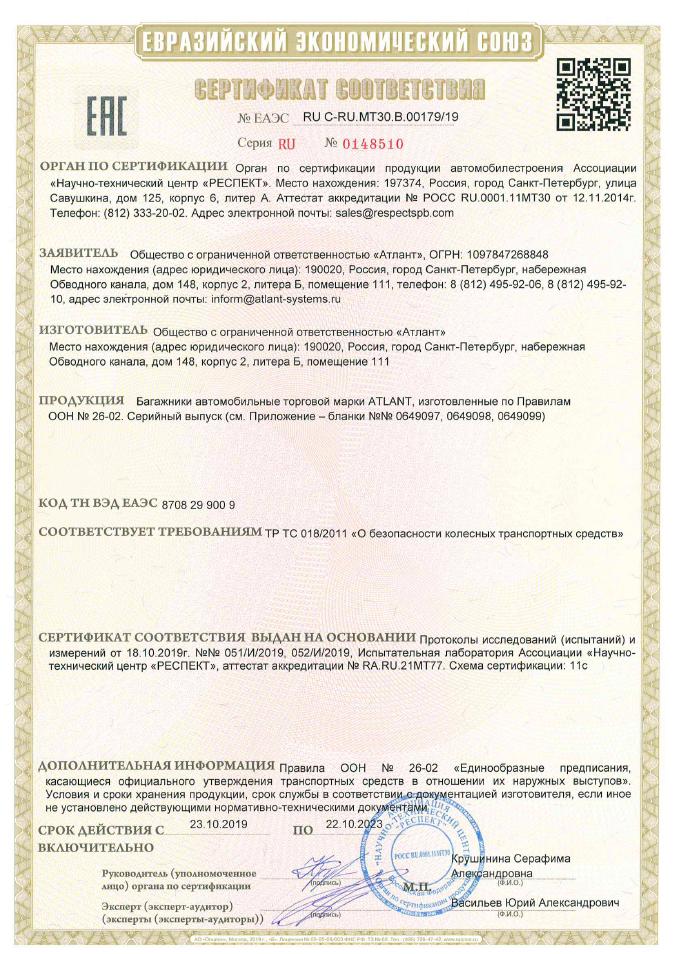 ЕВРАЗИЙСКИЙ ЭКОНОМИЧЕСКИЙ СОЮЗ
СЕРТИФИКАТ СООТВЕТСТВИЯ
ЕАС
№ ЕАЭС RU C-RU.МТ30.В.00179/19
Серия RU № 0148510
ОРГАН ПО СЕРТИФИКАЦИИ Орган по сертификации продукции автомобилестроения Ассоциации
«Научно-технический центр «РЕСПЕКТ». Место нахождения: 197374, Россия, город Санкт-Петербург, улица
Савушкина, дом 125, корпус 6, литер А. Аттестат аккредитации № РОСС RU.0001.11МТ30 от 12.11.2014г.
Телефон: (812) 333-20-02. Адрес электронной почты: sales@respectspb.com
ЗАЯВИТЕЛЬ Общество с ограниченной ответственностью «Атлант», ОГРН: 1097847268848
Место нахождения (адрес юридического лица): 190020, Россия, город Санкт-Петербург, набережная
Обводного канала, дом 148, корпус 2, литера Б, помещение 111, телефон: 8 (812) 495-92-06, 8 (812) 495-92-
10, адрес электронной почты: inform@atlant-systems.ru
ИЗГОТОВИТЕЛЬ Общество с ограниченной ответственностью «Атлант»
Место нахождения (адрес юридического лица): 190020, Россия, город Санкт-Петербург, набережная
Обводного канала, дом 148, корпус 2, литера Б, помещение 111
ПРОДУКЦИЯ Багажники автомобильные торговой марки ATLANT, изготовленные по Правилам
ООН № 26-02. Серийный выпуск (см. Приложение – бланки №№ 0649097, 0649098, 0649099)
КОД ТН ВЭД ЕАЭС 8708 29 900 9
СООТВЕТСТВУЕТ ТРЕБОВАНИЯМ ТР ТС 018/2011 «О безопасности колесных транспортных средств»
СЕРТИФИКАТ СООТВЕТСТВИЯ ВЫДАН НА ОСНОВАНИИ Протоколы исследований (испытаний) и
измерений от 18.10.2019г. №№ 051/И/2019, 052/И/2019, Испытательная лаборатория Ассоциации «Научно-
технический центр «РЕСПЕКТ», аттестат аккредитации № RA.RU.21МТ77. Схема сертификации: 11с
ДОПОЛНИТЕЛЬНАЯ ИНФОРМАЦИЯ Правила ООН № 26-02 «Единообразные предписания,
касающиеся официального утверждения транспортных средств в отношении их наружных выступов».
Условия и сроки хранения продукции, срок службы в соответствии с документацией изготовителя, если иное
не установлено действующими нормативно-техническими документами
СРОК ДЕЙСТВИЯ С 23.10.2019 ПО 22.10.2023
ВКЛЮЧИТЕЛЬНО
Руководитель (уполномоченное
лицо) органа по сертификации
(подпись)
Крушинина Серафима
Александровна
(Ф.И.О.)
М.П.
Эксперт (эксперт-аудитор)
(эксперты (эксперты-аудиторы))
(подпись)
Васильев Юрий Александрович
(Ф.И.О.)
АССОЦИАЦИЯ
«НАУЧНО-ТЕХНИЧЕСКИЙ ЦЕНТР
«РЕСПЕКТ»
РОСС RU.0001.11МТ30
Российская Федерация
Орган по сертификации продукции